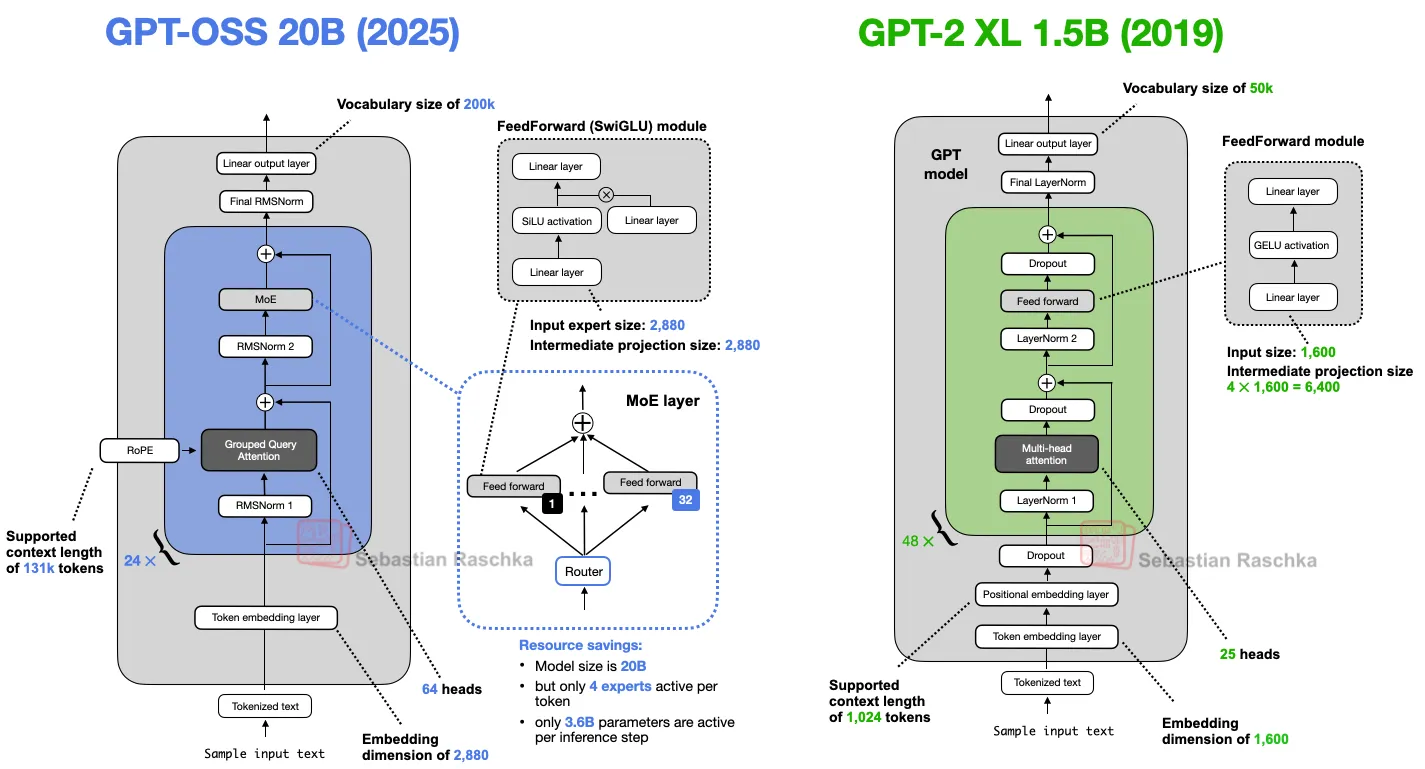 GPT-OSS 20B (2025)
Vocabulary size of 200k
Linear output layer
Final RMSNorm
MoE
RMSNorm 2
RoPE
Grouped Query
Attention
RMSNorm 1
Supported
context length
of 131k tokens
24 ×
Token embedding layer
64 heads
Tokenized text
Sample input text
Embedding
dimension of 2,880
FeedForward (SwiGLU) module
Linear layer
SiLU activation
Linear layer
Linear layer
Input expert size: 2,880
Intermediate projection size: 2,880
MoE layer
Feed forward
1
...
Feed forward
32
Router
Resource savings:
• Model size is 20B
• but only 4 experts active per
token
• only 3.6B parameters are active
per inference step
Sebastian Raschka
GPT-2 XL 1.5B (2019)
Vocabulary size of 50k
GPT
model
Linear output layer
Final LayerNorm
Dropout
Feed forward
LayerNorm 2
Dropout
Multi-head
attention
LayerNorm 1
48 ×
Dropout
Positional embedding layer
Token embedding layer
Tokenized text
Sample input text
Supported
context length
of 1,024 tokens
25 heads
Embedding
dimension of 1,600
FeedForward module
Linear layer
GELU activation
Linear layer
Input size: 1,600
Intermediate projection size
4 × 1,600 = 6,400
Sebastian Raschka